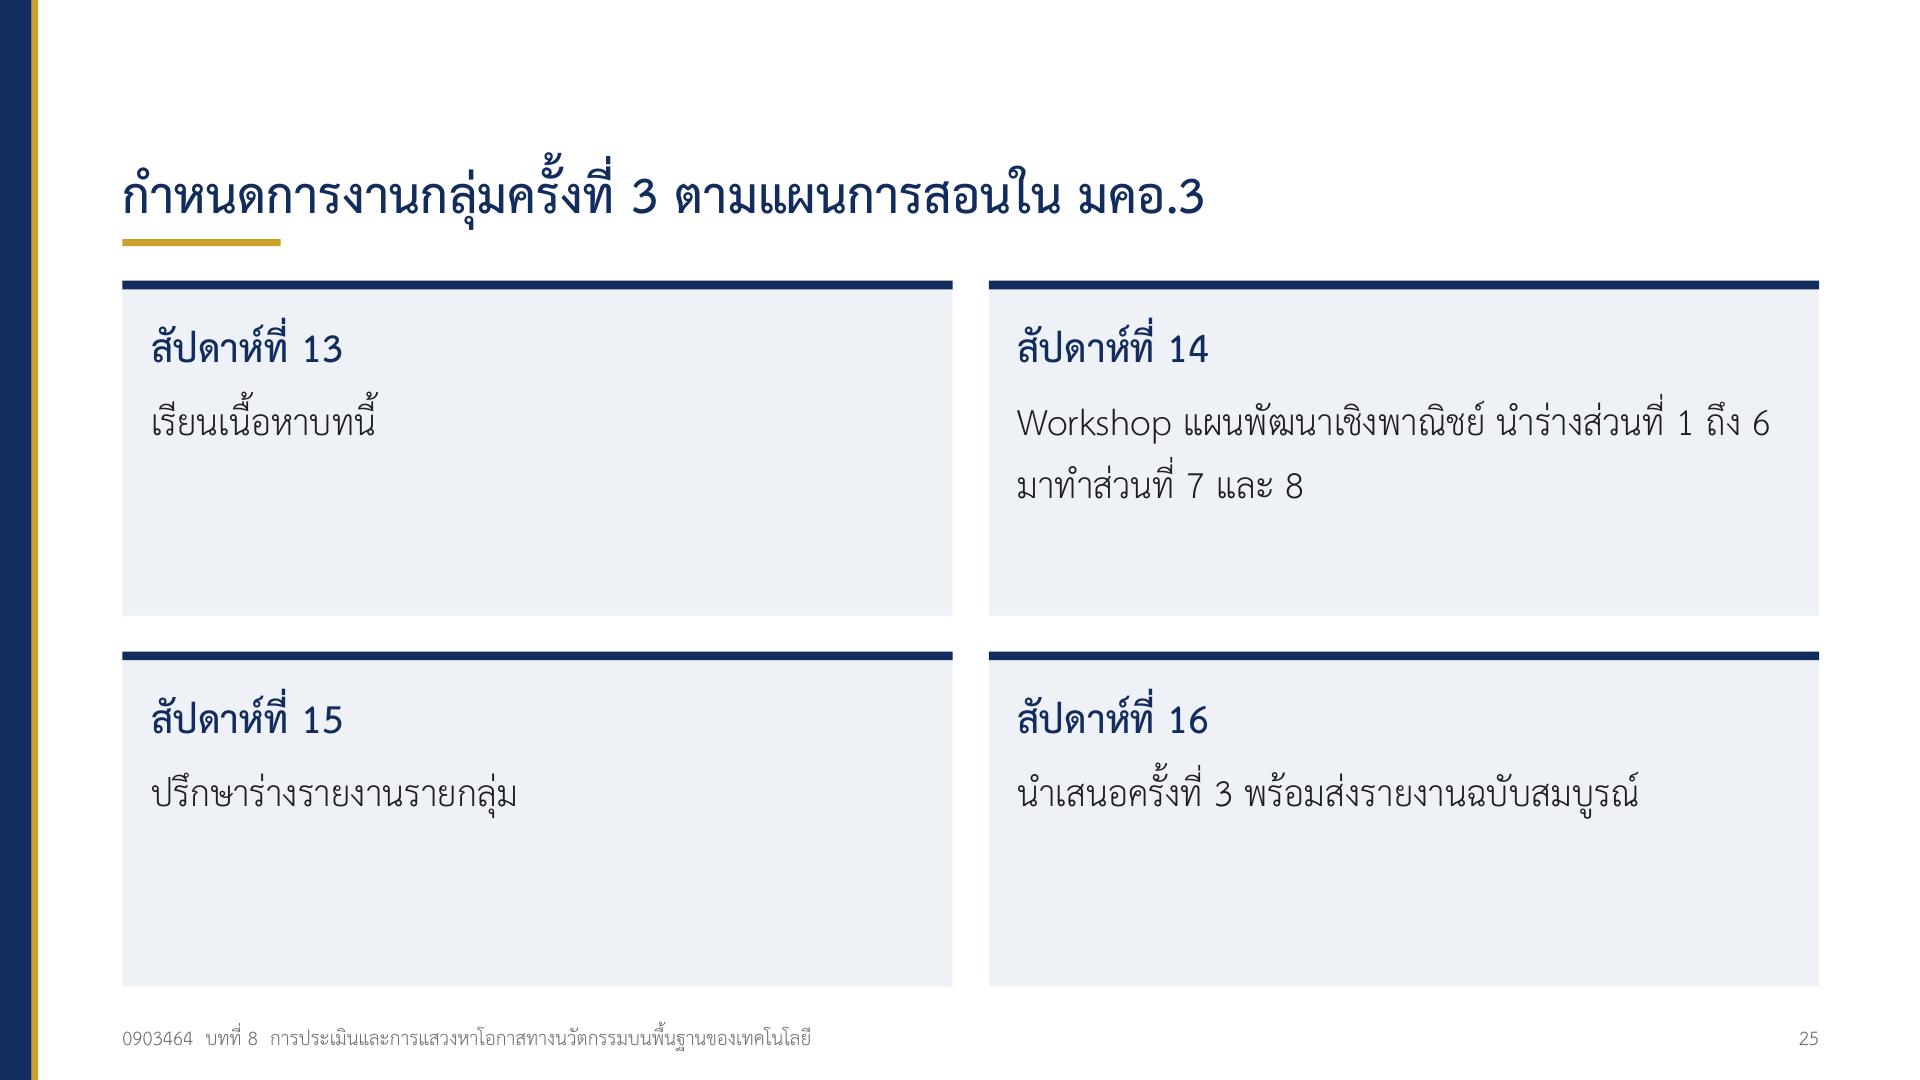 กำหนดการงานกลุ่มครั้งที่ 3 ตามแผนการสอนใน มคอ.3
สัปดาห์ที่ 13
เรียนเนื้อหาบทนี้
สัปดาห์ที่ 14
Workshop แผนพัฒนาเชิงพาณิชย์ นำร่างส่วนที่ 1 ถึง 6
มาทำส่วนที่ 7 และ 8
สัปดาห์ที่ 15
ปรึกษาร่างรายงานรายกลุ่ม
สัปดาห์ที่ 16
นำเสนอครั้งที่ 3 พร้อมส่งรายงานฉบับสมบูรณ์
0903464 บทที่ 8 การประเมินและการแสวงหาโอกาสทางนวัตกรรมบนพื้นฐานของเทคโนโลยี
25